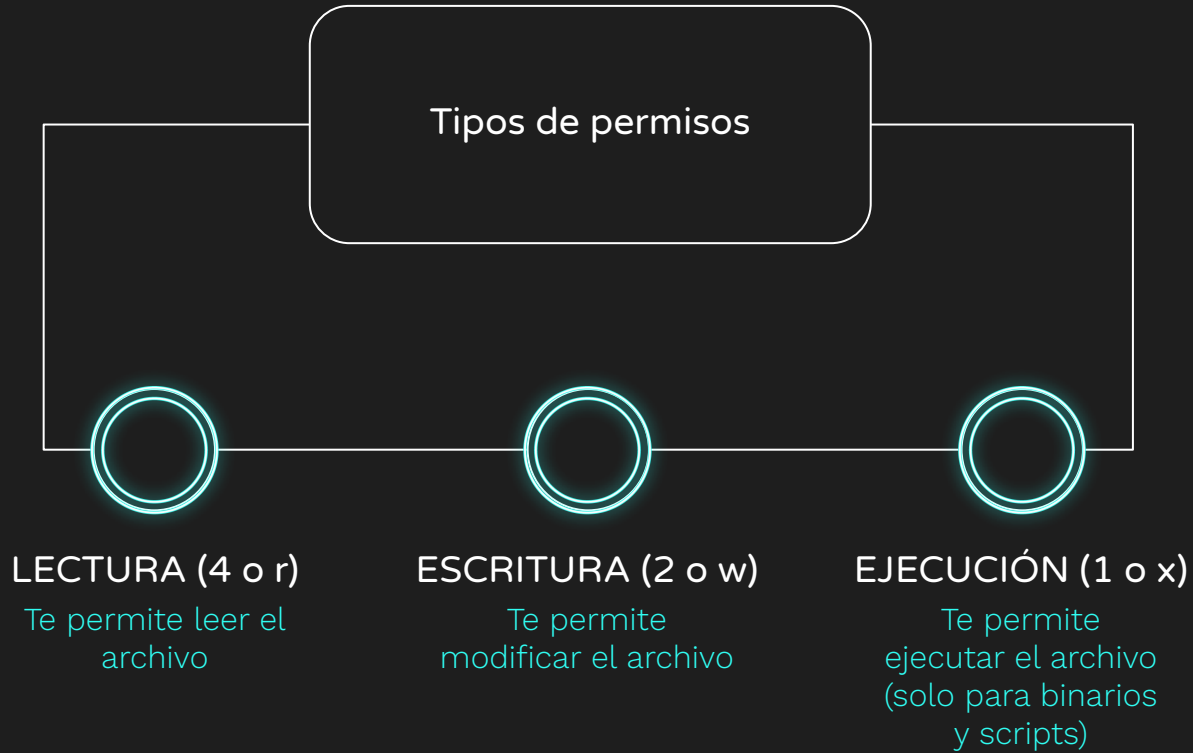 Tipos de permisos
LECTURA (4 o r)
Te permite leer el
archivo
ESCRITURA (2 o w)
Te permite
modificar el archivo
EJECUCIÓN (1 o x)
Te permite
ejecutar el archivo
(solo para binarios
y scripts)